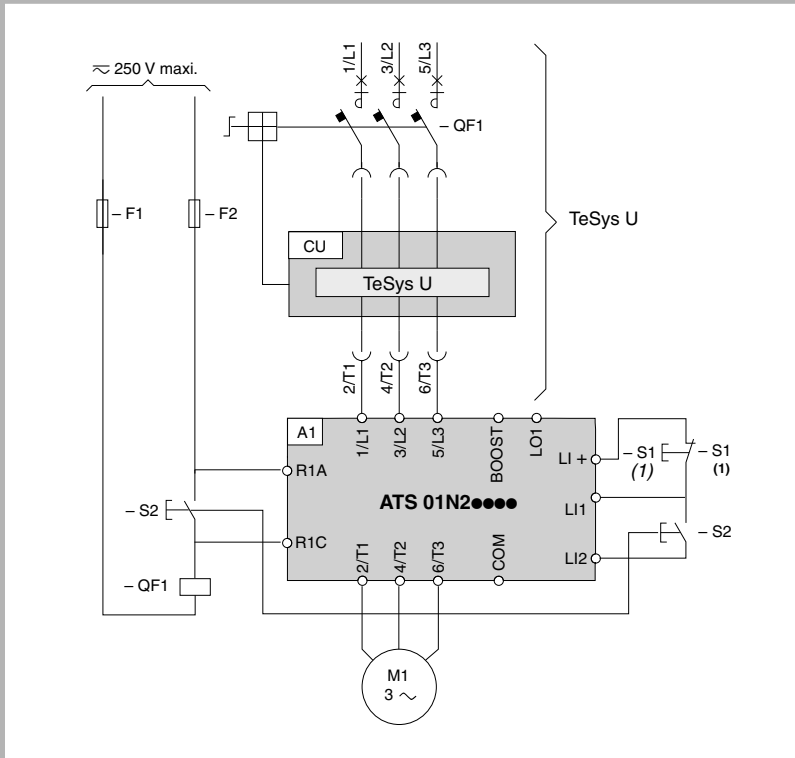 ⩬ 250 V maxi.
1/L1
3/L2
5/L3
– QF1
– F1
– F2
TeSys U
CU
TeSys U
2/T1
4/T2
6/T3
A1
1/L1
3/L2
5/L3
BOOST
LO1
LI +
– S1
(1)
– S1
(1)
R1A
ATS 01N2●●●●
LI1
– S2
– S2
R1C
LI2
– QF1
2/T1
4/T2
6/T3
COM
M1
3 ~